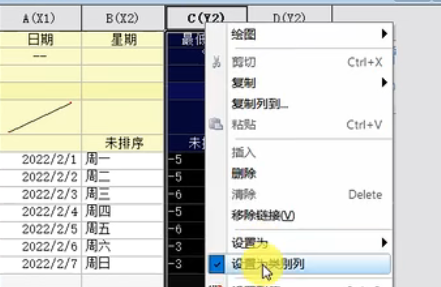 A(X1) B(X2) C(Y2) D(Y2)
日期 星期 最低
--
未排序 未排
2022/2/1 周一 -5
2022/2/2 周二 -5
2022/2/3 周三 -6
2022/2/4 周四 -5
2022/2/5 周五 -6
2022/2/6 周六 -3
2022/2/7 周日 -3
绘图
剪切 Ctrl+X
复制
复制列到...
粘贴 Ctrl+V
插入
删除
清除 Delete
移除链接(V)
设置为
设置为类别列